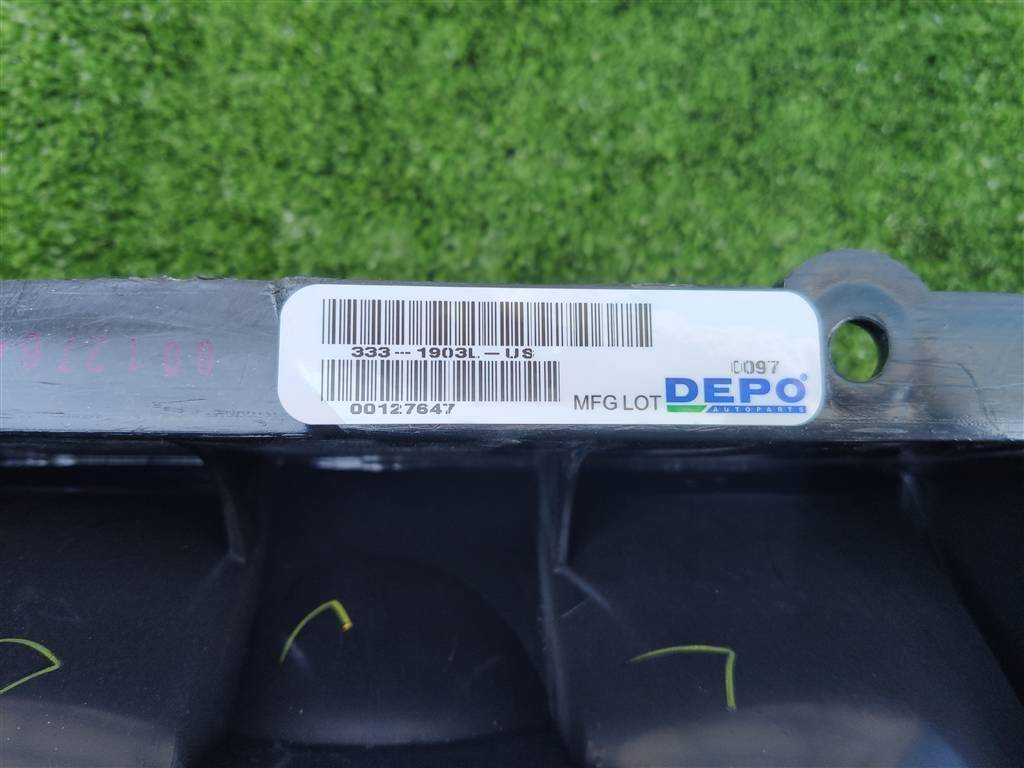 333---1903L-US
0097
00127647
MFG LOT DEPO®
AUTOPARTS